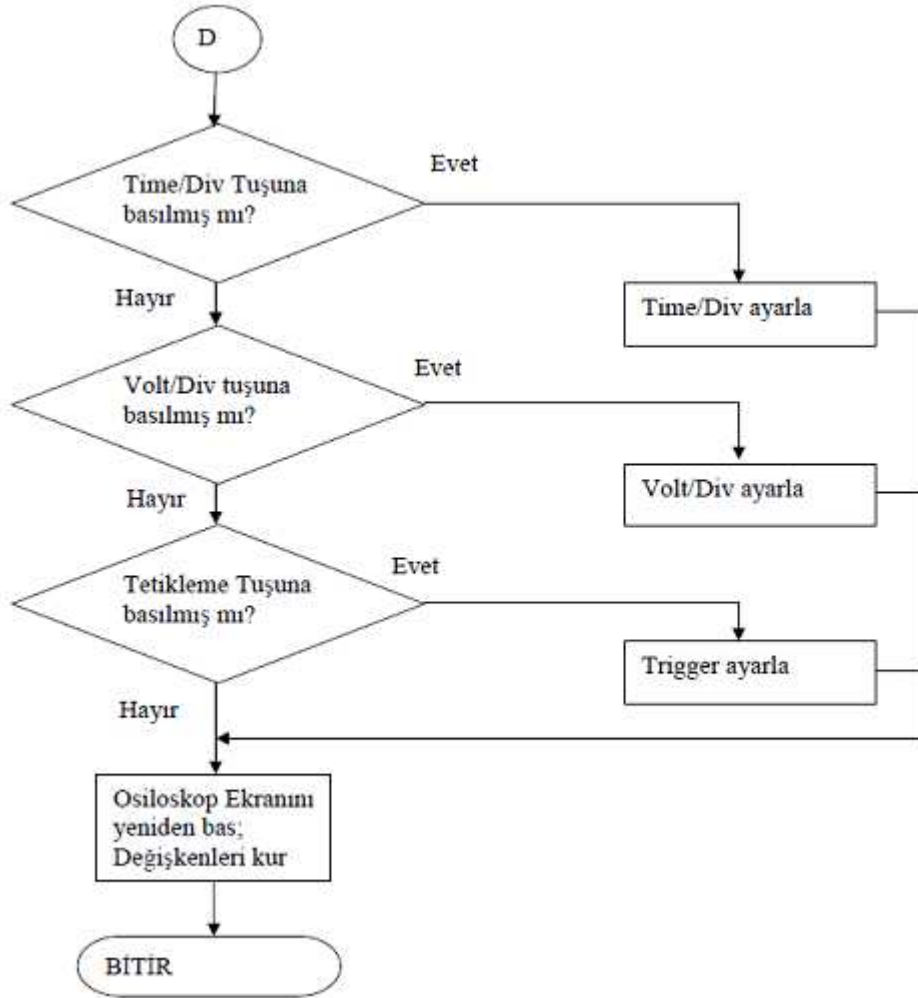 D
Time/Div Tuşuna
basılmış mı?
Evet
Hayır
Time/Div ayarla
Volt/Div tuşuna
basılmış mı?
Evet
Hayır
Volt/Div ayarla
Tetikleme Tuşuna
basılmış mı?
Evet
Hayır
Trigger ayarla
Osiloskop Ekranını
yeniden bas;
Değişkenleri kur
BİTİR